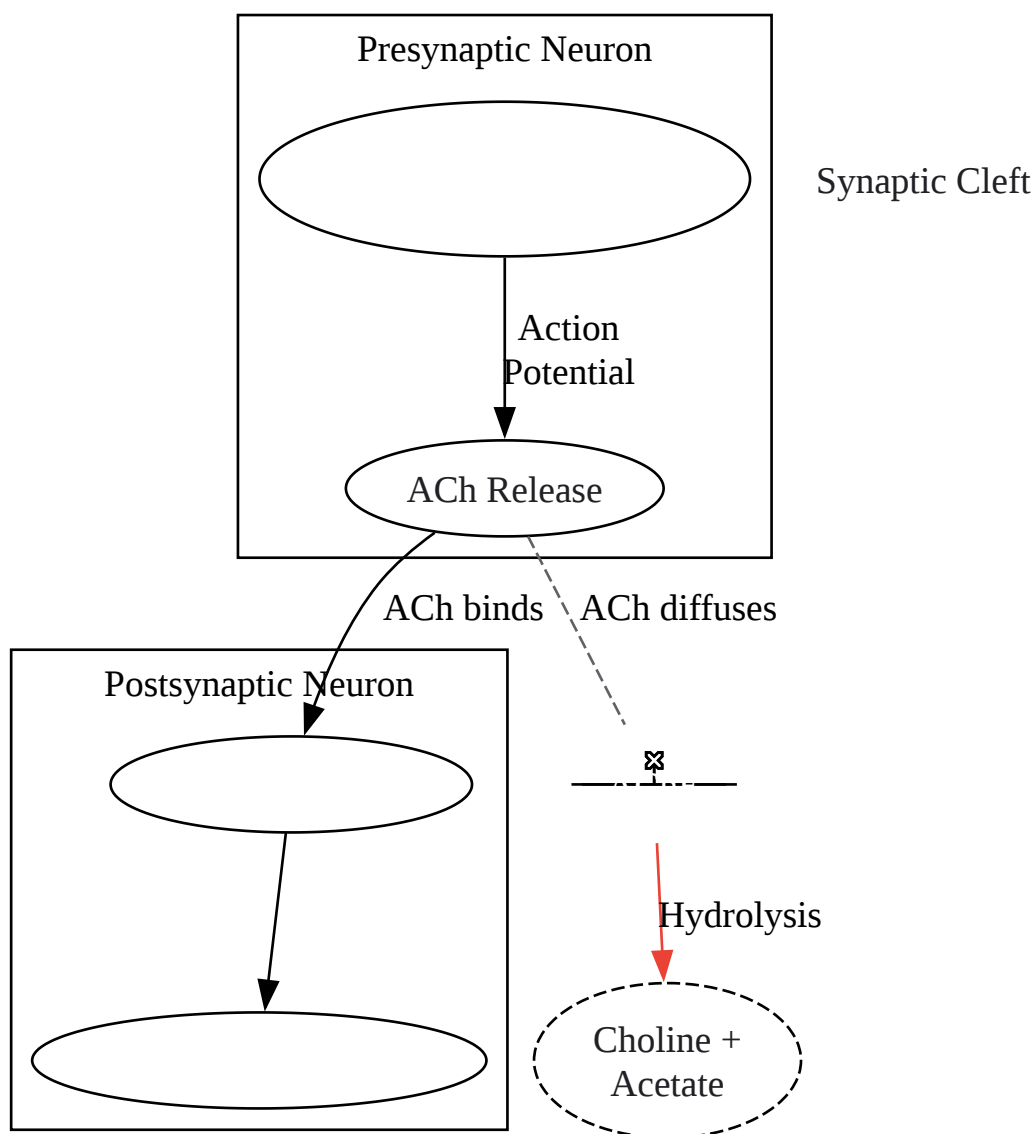 Presynaptic Neuron
Synaptic Cleft
Action
Potential
ACh Release
ACh binds
ACh diffuses
Postsynaptic Neuron
Hydrolysis
Choline +
Acetate